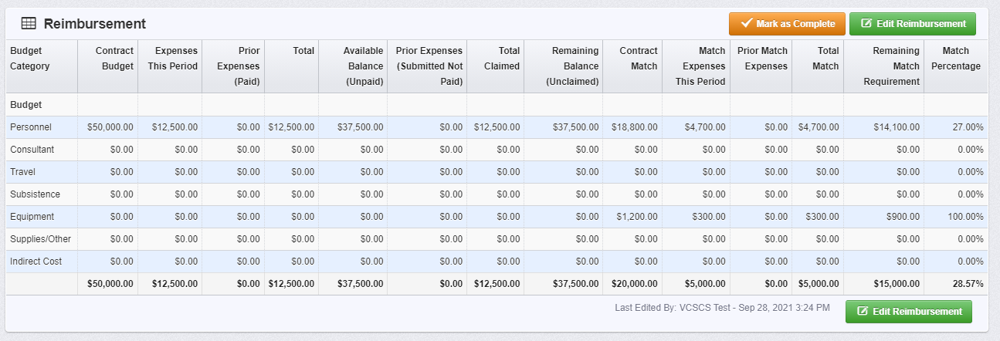 Reimbursement Mark as Complete Edit Reimbursement
Budget Category Contract Budget Expenses This Period Prior Expenses (Paid) Total Available Balance (Unpaid) Prior Expenses (Submitted Not Paid) Total Claimed Remaining Balance (Unclaimed) Contract Match Match Expenses This Period Prior Match Expenses Total Match Remaining Match Requirement Match Percentage
Budget
Personnel $50,000.00 $12,500.00 $0.00 $12,500.00 $37,500.00 $0.00 $12,500.00 $37,500.00 $18,800.00 $4,700.00 $0.00 $4,700.00 $14,100.00 27.00%
Consultant $0.00 $0.00 $0.00 $0.00 $0.00 $0.00 $0.00 $0.00 $0.00 $0.00 $0.00 $0.00 $0.00 0.00%
Travel $0.00 $0.00 $0.00 $0.00 $0.00 $0.00 $0.00 $0.00 $0.00 $0.00 $0.00 $0.00 $0.00 0.00%
Subsistence $0.00 $0.00 $0.00 $0.00 $0.00 $0.00 $0.00 $0.00 $0.00 $0.00 $0.00 $0.00 $0.00 0.00%
Equipment $0.00 $0.00 $0.00 $0.00 $0.00 $0.00 $0.00 $0.00 $1,200.00 $300.00 $0.00 $300.00 $900.00 100.00%
Supplies/Other $0.00 $0.00 $0.00 $0.00 $0.00 $0.00 $0.00 $0.00 $0.00 $0.00 $0.00 $0.00 $0.00 0.00%
Indirect Cost $0.00 $0.00 $0.00 $0.00 $0.00 $0.00 $0.00 $0.00 $0.00 $0.00 $0.00 $0.00 $0.00 0.00%
$50,000.00 $12,500.00 $0.00 $12,500.00 $37,500.00 $0.00 $12,500.00 $37,500.00 $20,000.00 $5,000.00 $0.00 $5,000.00 $15,000.00 28.57%
Last Edited By: VCSCS Test - Sep 28, 2021 3:24 PM Edit Reimbursement